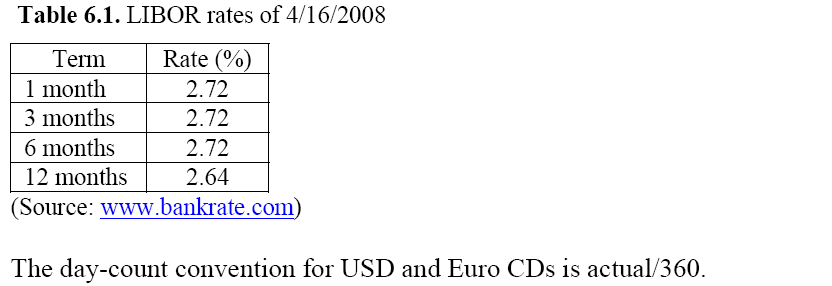 Table 6.1. LIBOR rates of 4/16/2008
Term Rate (%)
1 month 2.72
3 months 2.72
6 months 2.72
12 months 2.64
(Source: www.bankrate.com)
The day-count convention for USD and Euro CDs is actual/360.